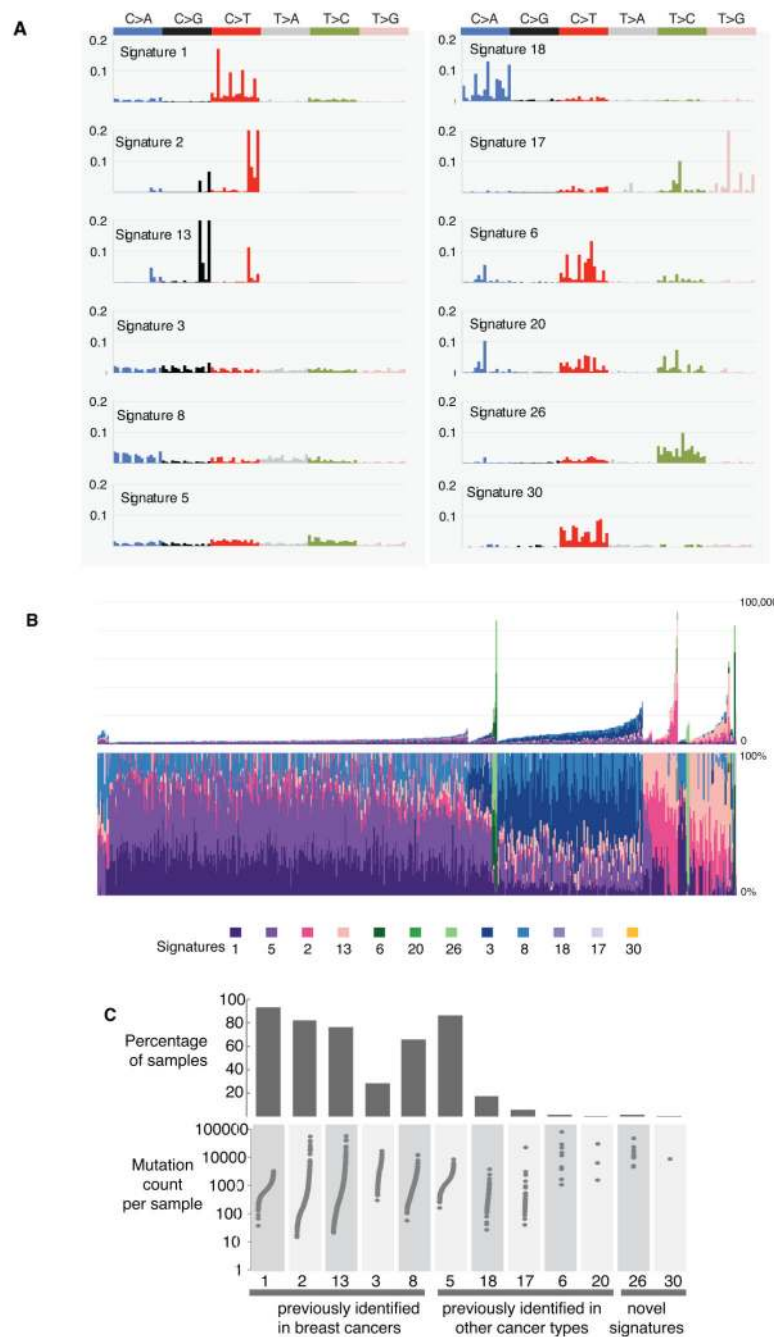 A
C>A C>G C>T T>A T>C T>G
C>A C>G C>T T>A T>C T>G
0.2
Signature 1
0.1
0.2
Signature 2
0.1
0.2
Signature 13
0.1
0.2
Signature 3
0.1
0.2
Signature 8
0.1
0.2
Signature 5
0.1
0.2
Signature 18
0.1
0.2
Signature 17
0.1
0.2
Signature 6
0.1
0.2
Signature 20
0.1
0.2
Signature 26
0.1
0.2
Signature 30
0.1
B
100,000
0
100%
0%
Signatures
1 5 2 13 6 20 26 3 8 18 17 30
C
Percentage
of samples
100
80
60
40
20
Mutation
count
per sample
100000
10000
1000
100
10
1
1 2 13 3 8 5 18 17 6 20 26 30
previously identified
in breast cancers
previously identified in
other cancer types
novel
signatures